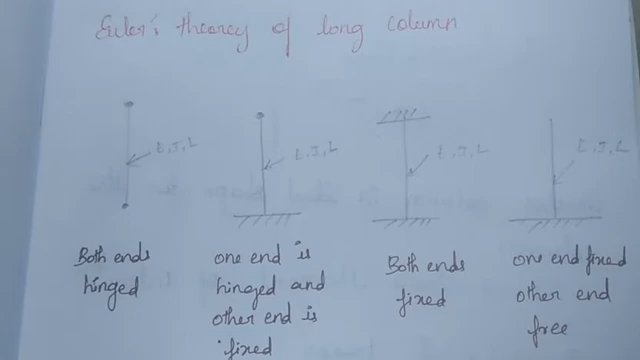 Euler's theory of long column
E, I, L
E, I, L
E, I, L
E, I, L
Both ends
hinged
one end is
hinged and
other end is
fixed
Both ends
fixed
one end fixed
other end
free